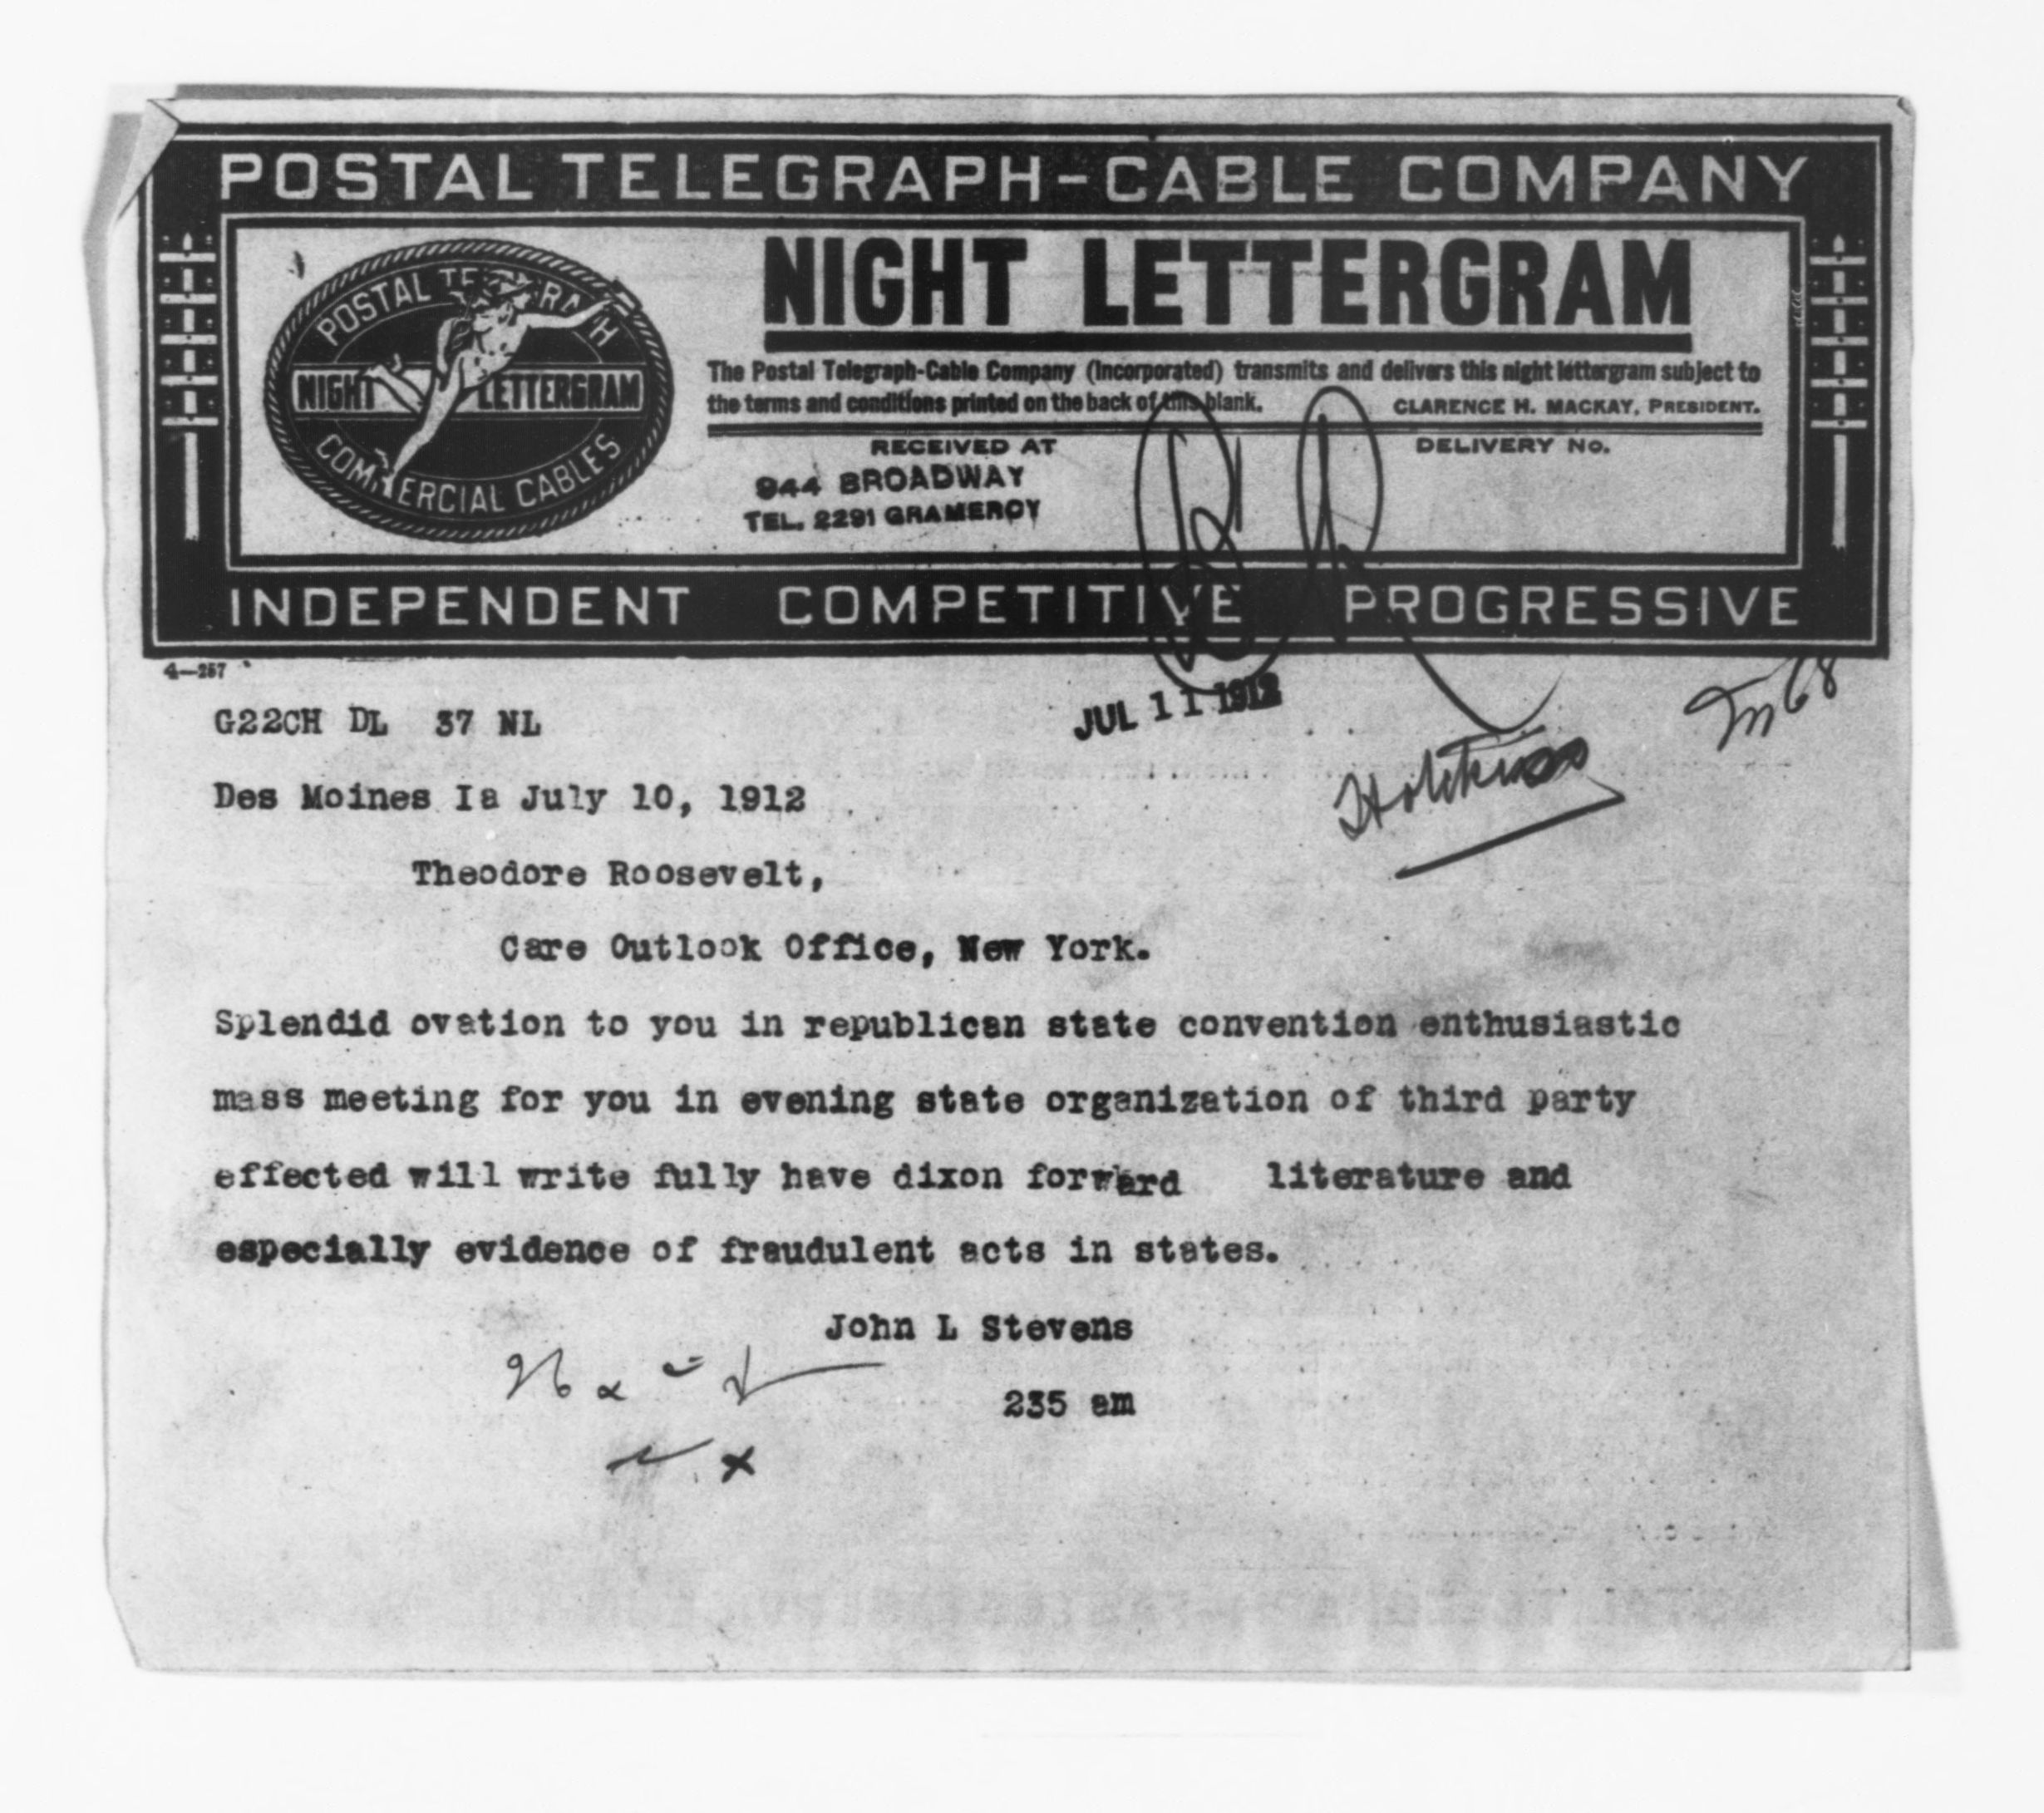 POSTAL TELEGRAPH-CABLE COMPANY
POSTAL TELEGRAPH
NIGHT LETTERGRAM
COMMERCIAL CABLES
NIGHT LETTERGRAM
The Postal Telegraph-Cable Company (Incorporated) transmits and delivers this night lettergram subject to
the terms and conditions printed on the back of this blank. CLARENCE H. MACKAY, PRESIDENT.
RECEIVED AT
DELIVERY No.
944 BROADWAY
TEL. 2291 GRAMERCY
INDEPENDENT COMPETITIVE PROGRESSIVE
4—257
G22CH DL 37 NL
JUL 11 1912
68
Des Moines Ia July 10, 1912
Theodore Roosevelt,
Care Outlook Office, New York.
Splendid ovation to you in republican state convention enthusiastic
mass meeting for you in evening state organization of third party
effected will write fully have dixon forward literature and
especially evidence of fraudulent acts in states.
John L Stevens
235 am